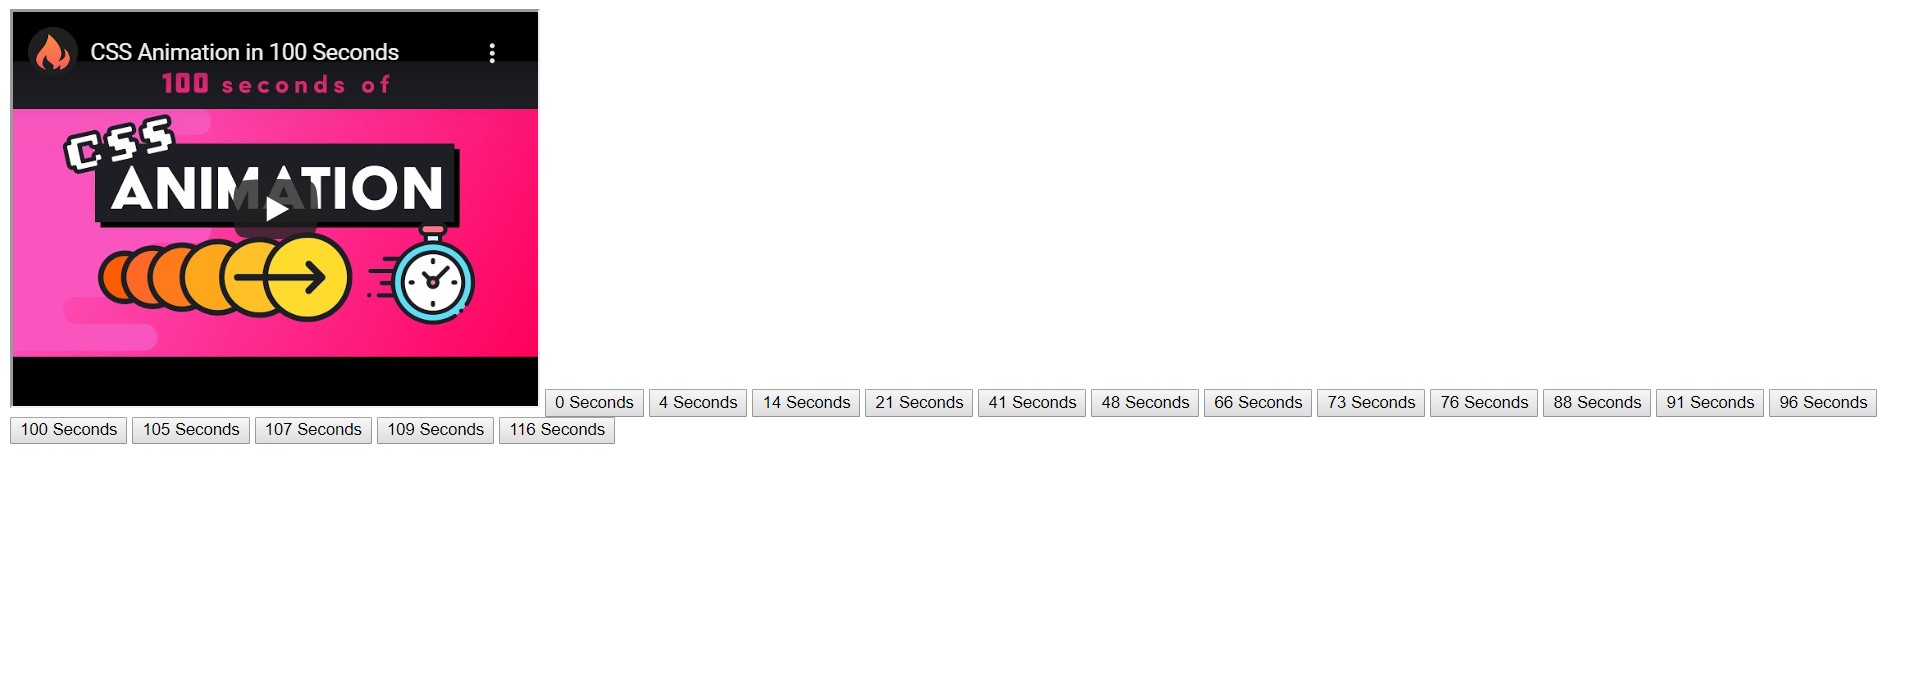 CSS Animation in 100 Seconds
100 seconds of
CSS
ANIMATION
0 Seconds 4 Seconds 14 Seconds 21 Seconds 41 Seconds 48 Seconds 66 Seconds 73 Seconds 76 Seconds 88 Seconds 91 Seconds 96 Seconds
100 Seconds 105 Seconds 107 Seconds 109 Seconds 116 Seconds